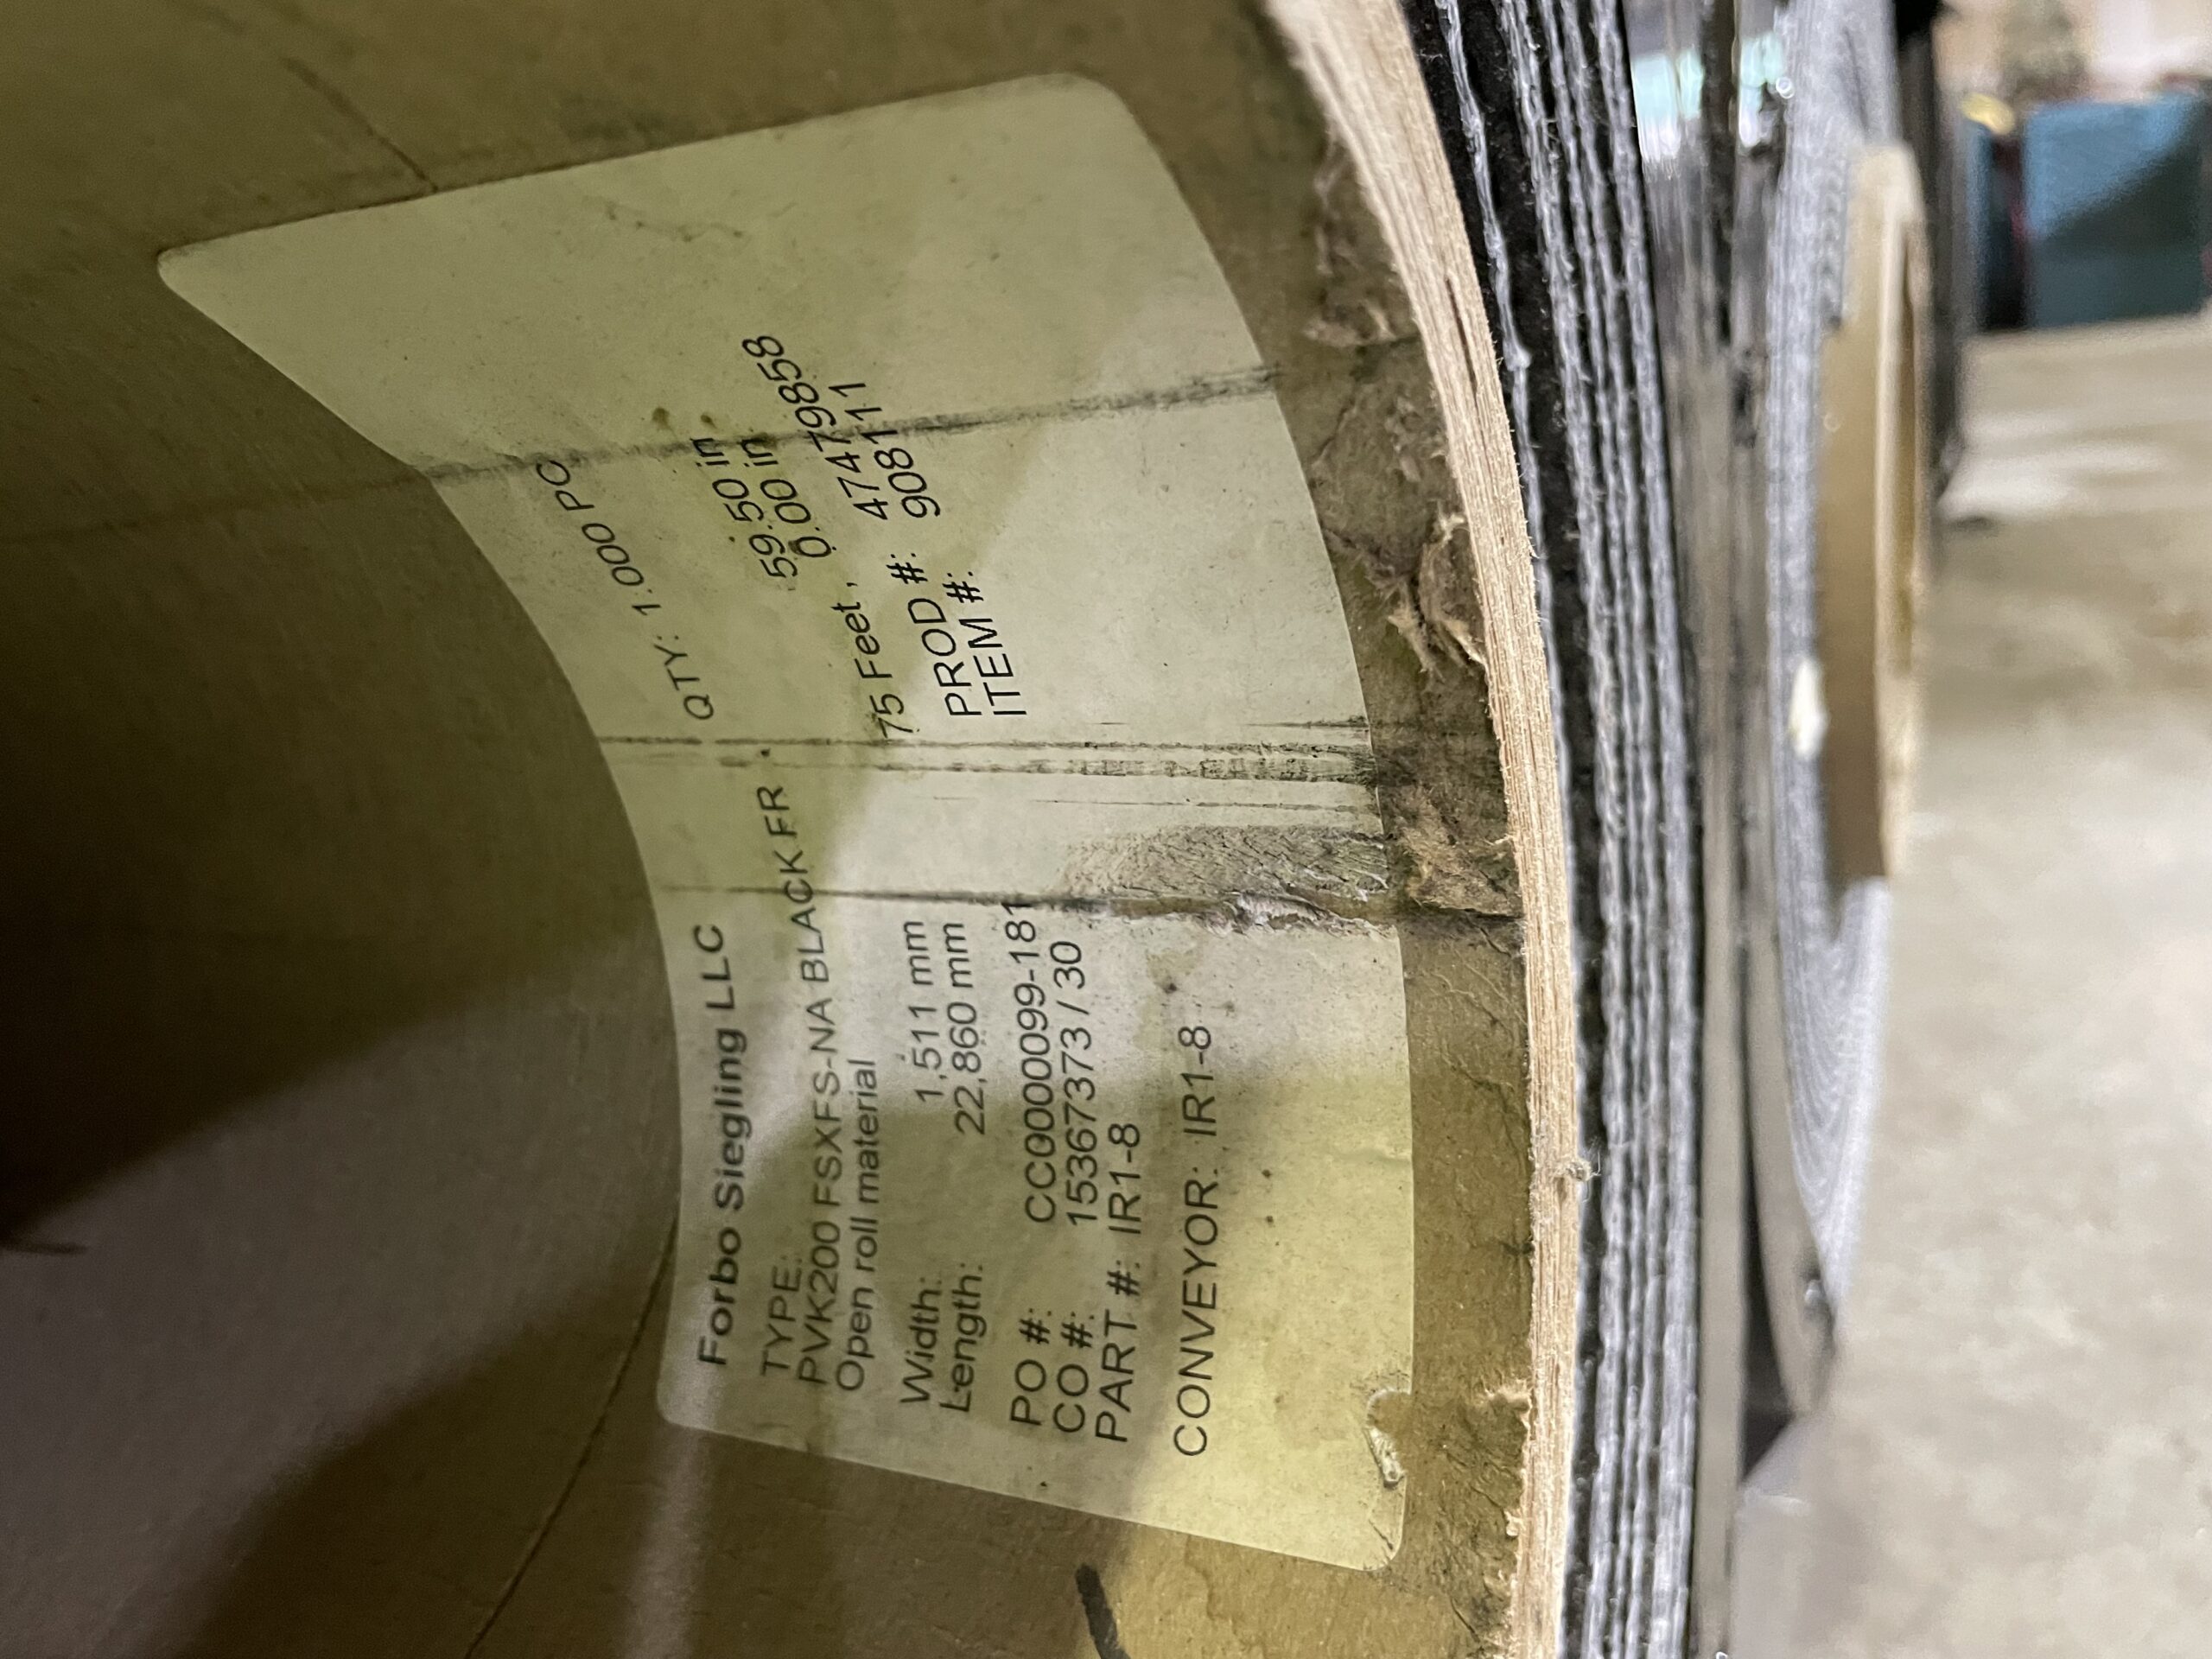 Forbo Siegling LLC QTY: 1.000 PC
TYPE:
PVK200 FSXFS-NA BLACK FR .
Open roll material
Width: 1,511 mm 59.50 in
Length: 22,860 mm 75 Feet , 0.00 in
PO #: CC0000099-181 PROD #: 47479858
CO #: 153673373 / 30 ITEM #: 908111
PART #: IR1-8
CONVEYOR: IR1-8